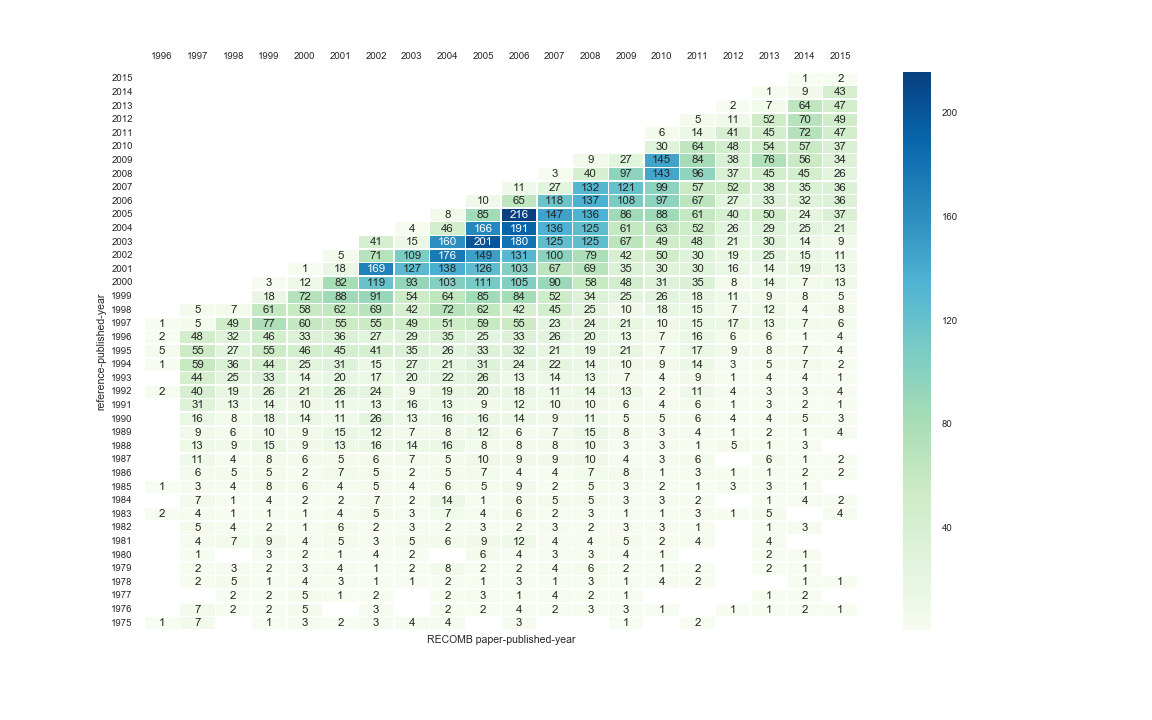 1996 1997 1998 1999 2000 2001 2002 2003 2004 2005 2006 2007 2008 2009 2010 2011 2012 2013 2014 2015
2015 1 2
2014 1 9 43
2013 2 7 64 47
2012 5 11 52 70 49
200
2011 6 14 41 45 72 47
2010 30 64 48 54 57 37
2009 9 27 145 84 38 76 56 34
2008 3 40 97 143 96 37 45 45 26
2007 11 27 132 121 99 57 52 38 35 36
2006 10 65 118 137 108 97 67 27 33 32 36
2005 8 85 216 147 136 86 88 61 40 50 24 37
160
2004 4 46 166 191 136 125 61 63 52 26 29 25 21
2003 41 15 160 201 180 125 125 67 49 48 21 30 14 9
2002 5 71 109 176 149 131 100 79 42 50 30 19 25 15 11
2001 1 18 169 127 138 126 103 67 69 35 30 30 16 14 19 13
2000 3 12 82 119 93 103 111 105 90 58 48 31 35 8 14 7 13
1999 18 72 88 91 54 64 85 84 52 34 25 26 18 11 9 8 5
1998 5 7 61 58 62 69 42 72 62 42 45 25 10 18 15 7 12 4 8
120
1997 1 5 49 77 60 55 55 49 51 59 55 23 24 21 10 15 17 13 7 6
1996 2 48 32 46 33 36 27 29 35 25 33 26 20 13 7 16 6 6 1 4
1995 5 55 27 55 46 45 41 35 26 33 32 21 19 21 7 17 9 8 7 4
1994 1 59 36 44 25 31 15 27 21 31 24 22 14 10 9 14 3 5 7 2
1993 44 25 33 14 20 17 20 22 26 13 14 13 7 4 9 1 4 4 1
1992 2 40 19 26 21 26 24 9 19 20 18 11 14 13 2 11 4 3 3 4
1991 31 13 14 10 11 13 16 13 9 12 10 10 6 4 6 1 3 2 1
1990 16 8 18 14 11 26 13 16 16 14 9 11 5 5 6 4 4 5 3
80
1989 9 6 10 9 15 12 7 8 12 6 7 15 8 3 4 1 2 1 4
1988 13 9 15 9 13 16 14 16 8 8 8 10 3 3 1 5 1 3
1987 11 4 8 6 5 6 7 5 10 9 9 10 4 3 6 6 1 2
1986 6 5 5 2 7 5 2 5 7 4 4 7 8 1 3 1 1 2 2
1985 1 3 4 8 6 4 5 4 6 5 9 2 5 3 2 1 3 3 1
1984 7 1 4 2 2 7 2 14 1 6 5 5 3 3 2 1 4 2
1983 2 4 1 1 1 4 5 3 7 4 6 2 3 1 1 3 1 5 4
1982 5 4 2 1 6 2 3 2 3 2 3 2 3 3 1 1 3
40
1981 4 7 9 4 5 3 5 6 9 12 4 4 5 2 4 4
1980 1 3 2 1 4 2 6 4 3 3 4 1 2 1
1979 2 3 2 3 4 1 2 8 2 2 4 6 2 1 2 2 1
1978 2 5 1 4 3 1 1 2 1 3 1 3 1 4 2 1 1
1977 2 2 5 1 2 2 3 1 4 2 1 1 2
1976 7 2 2 5 3 2 2 4 2 3 3 1 1 1 2 1
1975 1 7 1 3 2 3 4 4 3 1 2
reference-published-year
RECOMB paper-published-year